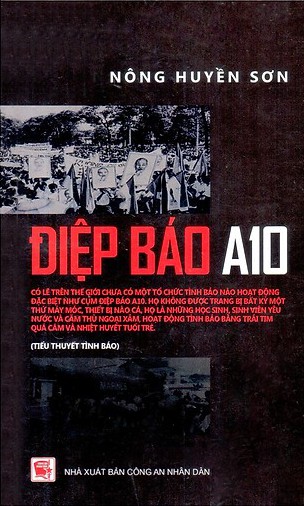 NÔNG HUYỀN SƠN
ĐIỆP BÁO A10
CÓ LẼ TRÊN THẾ GIỚI CHƯA CÓ MỘT TỔ CHỨC TÌNH BÁO NÀO HOẠT ĐỘNG
ĐẶC BIỆT NHƯ CỤM ĐIỆP BÁO A10. HỌ KHÔNG ĐƯỢC TRANG BỊ BẤT KỲ MỘT
THỨ MÁY MÓC, THIẾT BỊ NÀO CẢ, HỌ LÀ NHỮNG HỌC SINH, SINH VIÊN YÊU
NƯỚC VÀ CĂM THÙ NGOẠI XÂM, HOẠT ĐỘNG TÌNH BÁO BẰNG TRÁI TIM
QUẢ CẢM VÀ NHIỆT HUYẾT TUỔI TRẺ.
(TIỂU THUYẾT TÌNH BÁO)
NHÀ XUẤT BẢN CÔNG AN NHÂN DÂN